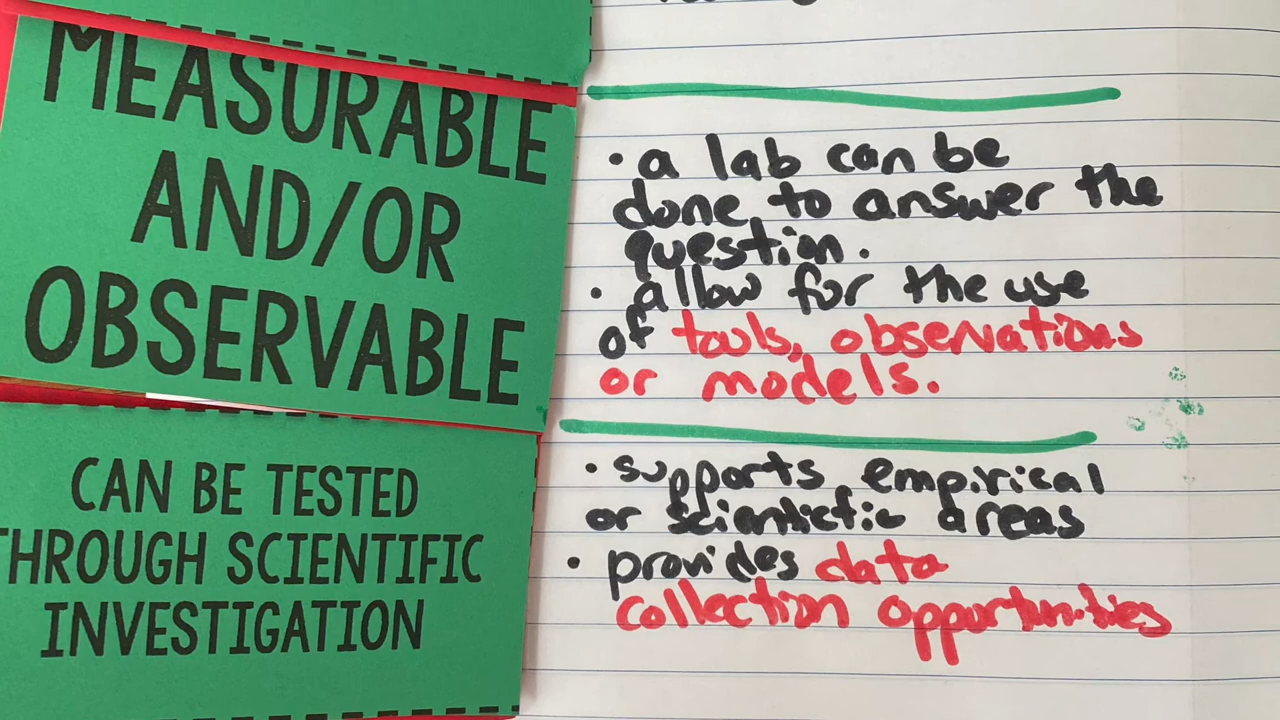 MEASURABLE
AND/OR
OBSERVABLE
• a lab can be
done to answer the
question.
• allow for the use
of tools, observations
or models.
CAN BE TESTED
THROUGH SCIENTIFIC
INVESTIGATION
• supports empirical
or scientictic areas
• provides data
collection opportunities